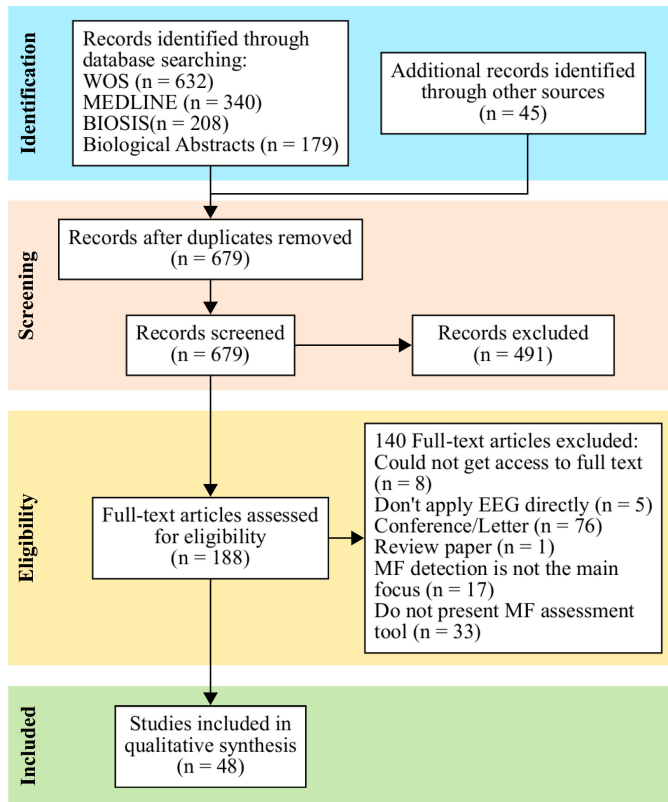 Identification
Records identified through
database searching:
WOS (n = 632)
MEDLINE (n = 340)
BIOSIS(n = 208)
Biological Abstracts (n = 179)
Additional records identified
through other sources
(n = 45)
Screening
Records after duplicates removed
(n = 679)
Records screened
(n = 679)
Records excluded
(n = 491)
Eligibility
Full-text articles assessed
for eligibility
(n = 188)
140 Full-text articles excluded:
Could not get access to full text
(n = 8)
Don't apply EEG directly (n = 5)
Conference/Letter (n = 76)
Review paper (n = 1)
MF detection is not the main
focus (n = 17)
Do not present MF assessment
tool (n = 33)
Included
Studies included in
qualitative synthesis
(n = 48)